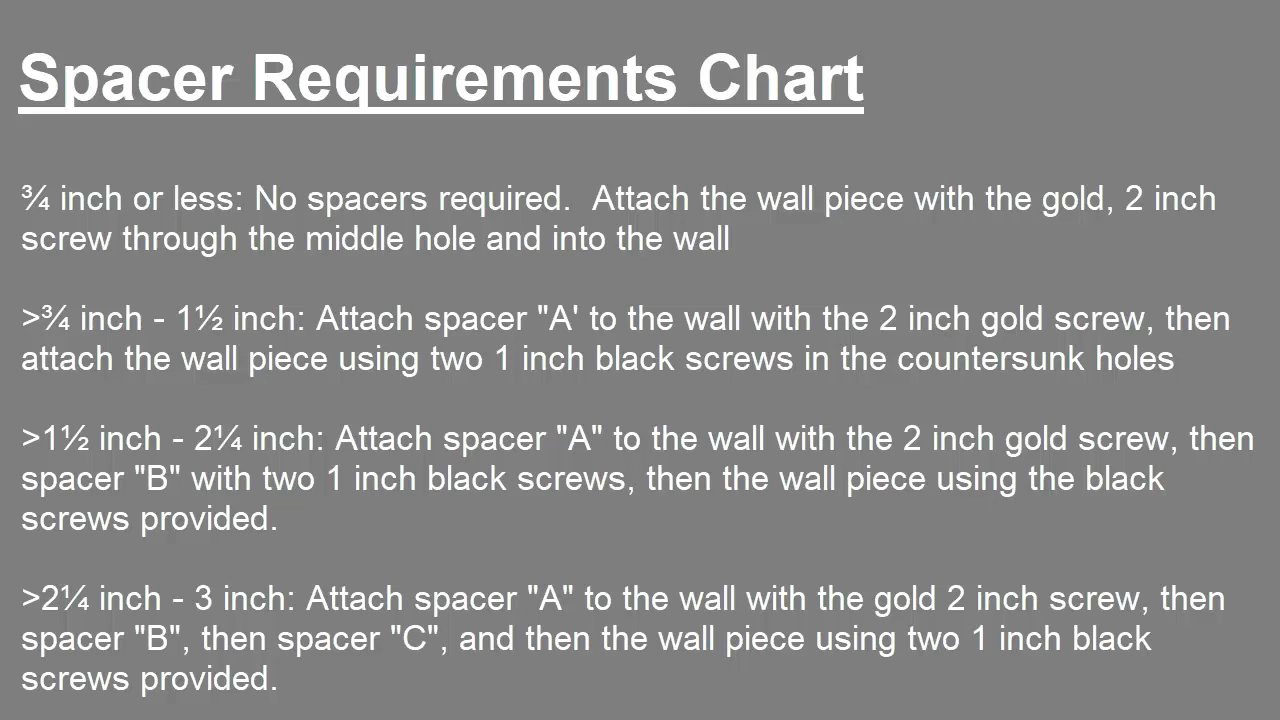 Spacer Requirements Chart
¾ inch or less: No spacers required.  Attach the wall piece with the gold, 2 inch
screw through the middle hole and into the wall
>¾ inch - 1½ inch: Attach spacer "A' to the wall with the 2 inch gold screw, then
attach the wall piece using two 1 inch black screws in the countersunk holes
>1½ inch - 2¼ inch: Attach spacer "A" to the wall with the 2 inch gold screw, then
spacer "B" with two 1 inch black screws, then the wall piece using the black
screws provided.
>2¼ inch - 3 inch: Attach spacer "A" to the wall with the gold 2 inch screw, then
spacer "B", then spacer "C", and then the wall piece using two 1 inch black
screws provided.